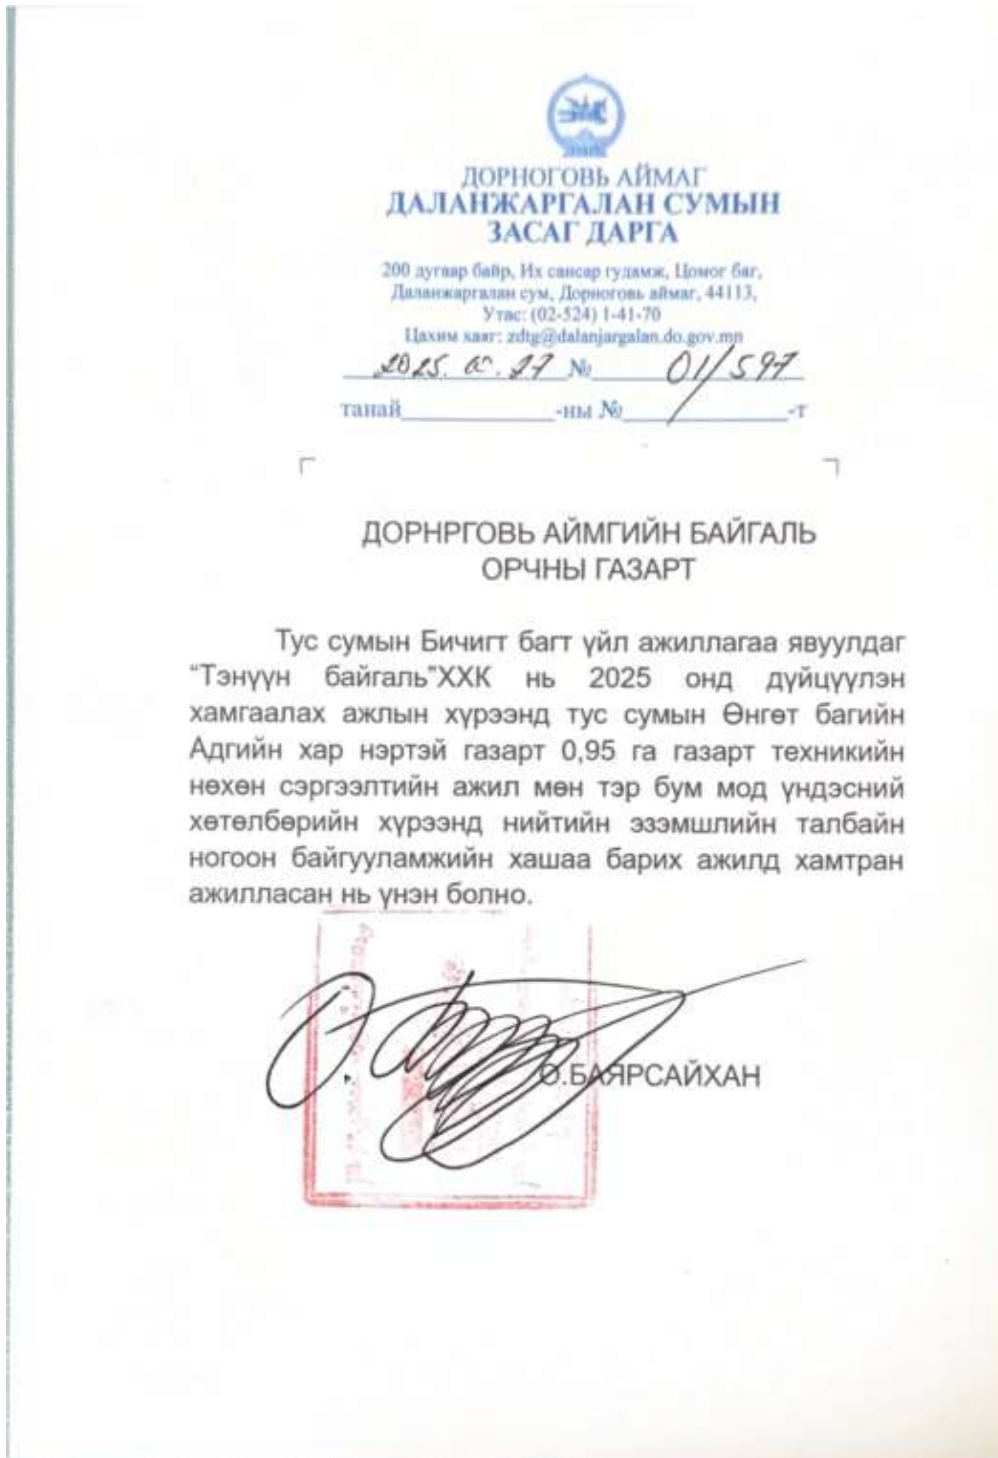 ДОРНОГОВЬ АЙМАГ
ДАЛАНЖАРГАЛАН СУМЫН
ЗАСАГ ДАРГА
200 дугаар байр, Их сансар гудамж, Цомог баг,
Даланжаргалан сум, Дорноговь аймаг, 44113,
Утас: (02-524) 1-41-70
Цахим хаяг: zdtg@dalanjargalan.do.gov.mn
2025. 27 № 01/597
танай____________-ны №____________-т
ДОРНРГОВЬ АЙМГИЙН БАЙГАЛЬ
ОРЧНЫ ГАЗАРТ
Тус сумын Бичигт багт үйл ажиллагаа явуулдаг
“Тэнүүн байгаль”ХХК нь 2025 онд дүйцүүлэн
хамгаалах ажлын хүрээнд тус сумын Өнгөт багийн
Адгийн хар нэртэй газарт 0,95 га газарт техникийн
нөхөн сэргээлтийн ажил мөн тэр бум мод үндэсний
хөтөлбөрийн хүрээнд нийтийн эзэмшлийн талбайн
ногоон байгууламжийн хашаа барих ажилд хамтран
ажилласан нь үнэн болно.
О.БАЯРСАЙХАН